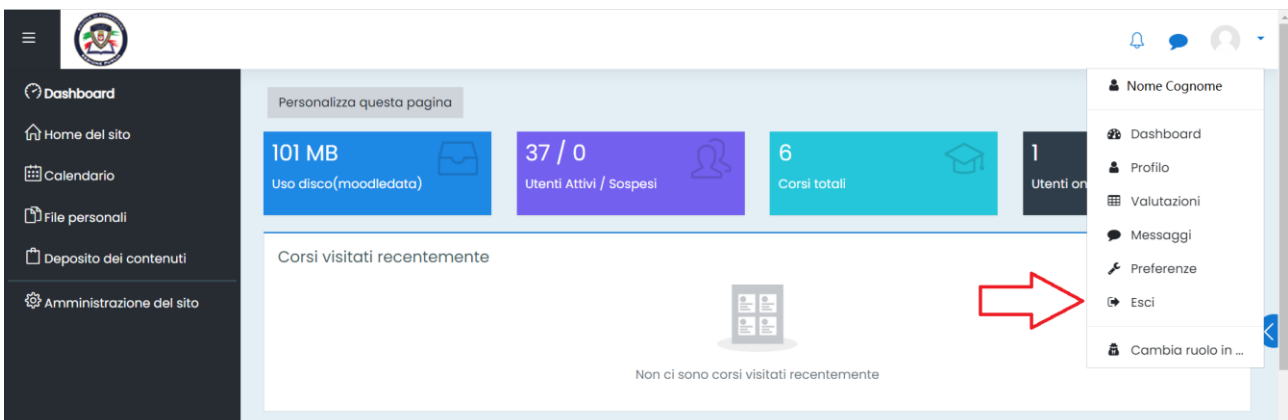 Dashboard
Home del sito
Calendario
File personali
Deposito dei contenuti
Amministrazione del sito
Personalizza questa pagina
101 MB
Uso disco(moodledata)
37 / 0
Utenti Attivi / Sospesi
6
Corsi totali
1
Utenti on
Corsi visitati recentemente
Non ci sono corsi visitati recentemente
Nome Cognome
Dashboard
Profilo
Valutazioni
Messaggi
Preferenze
Esci
Cambia ruolo in ...